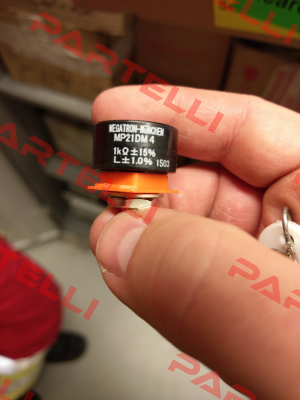 MEGATRON-MÜNCHEN
MP21DM 4
1kΩ±15%
L.±1.0% 1503
PARTELLI
PARTELLI
PARTELLI
PARTELLI
PARTELLI